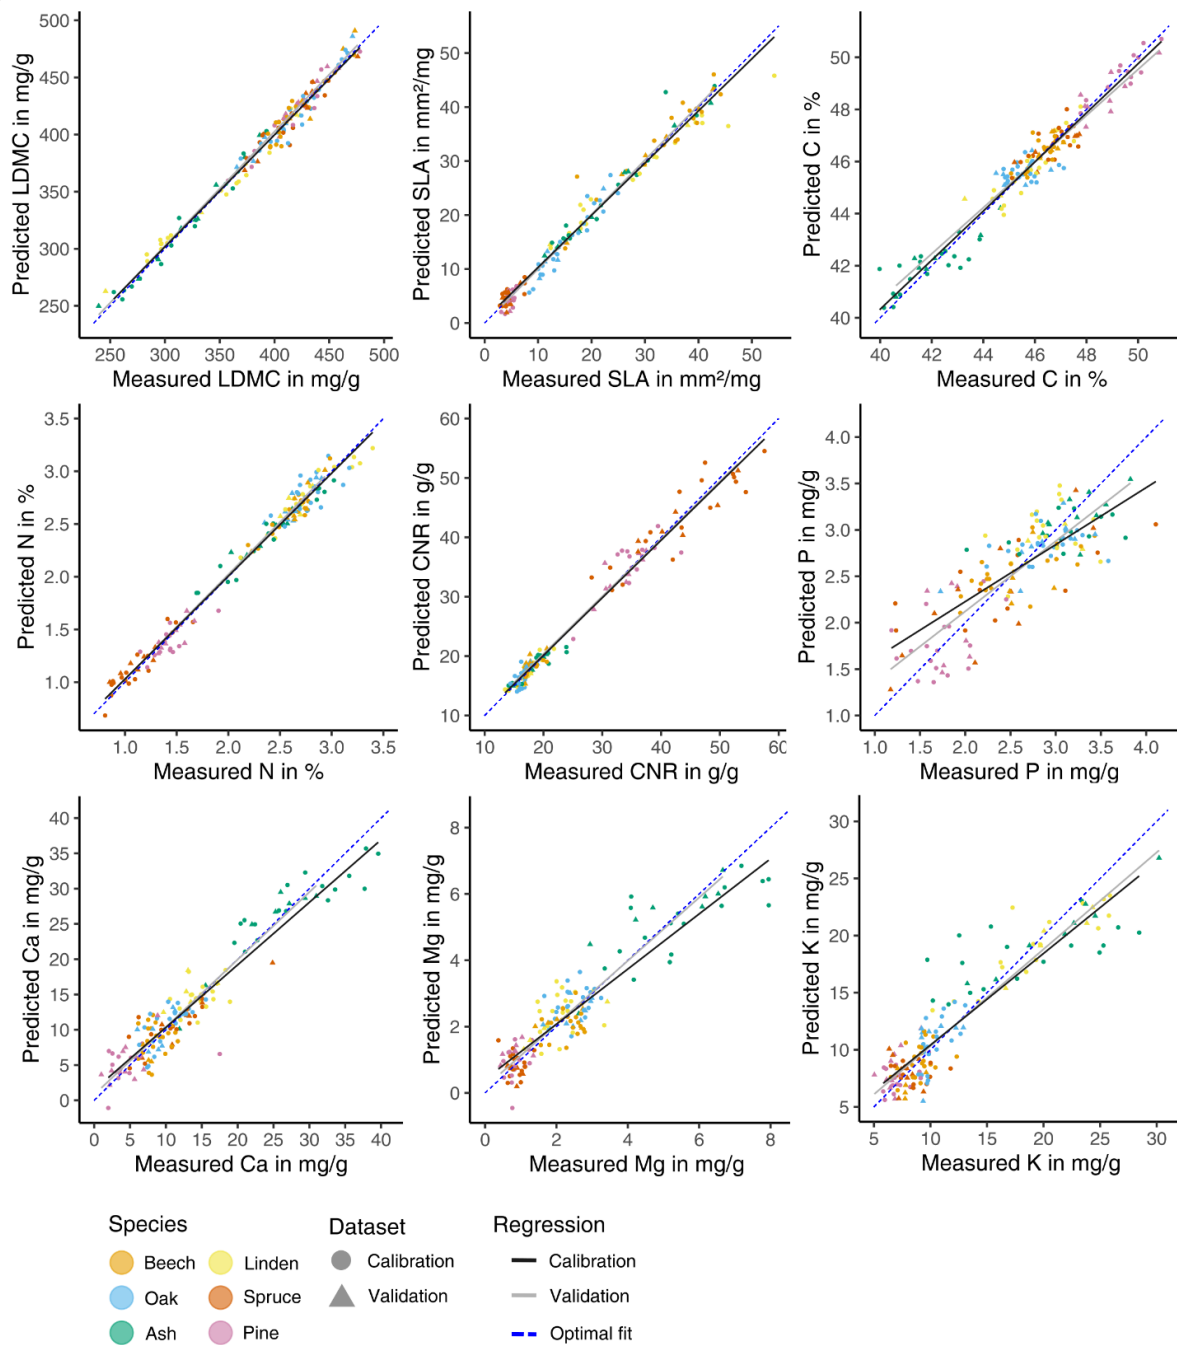 500
450
400
350
300
250
Predicted LDMC in mg/g
250 300 350 400 450 500
Measured LDMC in mg/g
50
40
30
20
10
0
Predicted SLA in mm²/mg
0 10 20 30 40 50
Measured SLA in mm²/mg
50
48
46
44
42
40
Predicted C in %
40 42 44 46 48 50
Measured C in %
3.5
3.0
2.5
2.0
1.5
1.0
Predicted N in %
1.0 1.5 2.0 2.5 3.0 3.5
Measured N in %
60
50
40
30
20
10
Predicted CNR in g/g
10 20 30 40 50 60
Measured CNR in g/g
4.0
3.5
3.0
2.5
2.0
1.5
1.0
Predicted P in mg/g
1.0 1.5 2.0 2.5 3.0 3.5 4.0
Measured P in mg/g
40
35
30
25
20
15
10
5
0
Predicted Ca in mg/g
0 5 10 15 20 25 30 35 40
Measured Ca in mg/g
8
6
4
2
0
Predicted Mg in mg/g
0 2 4 6 8
Measured Mg in mg/g
30
25
20
15
10
5
Predicted K in mg/g
5 10 15 20 25 30
Measured K in mg/g
Species Dataset Regression
Beech Linden Calibration Calibration
Oak Spruce Validation Validation
Ash Pine Optimal fit